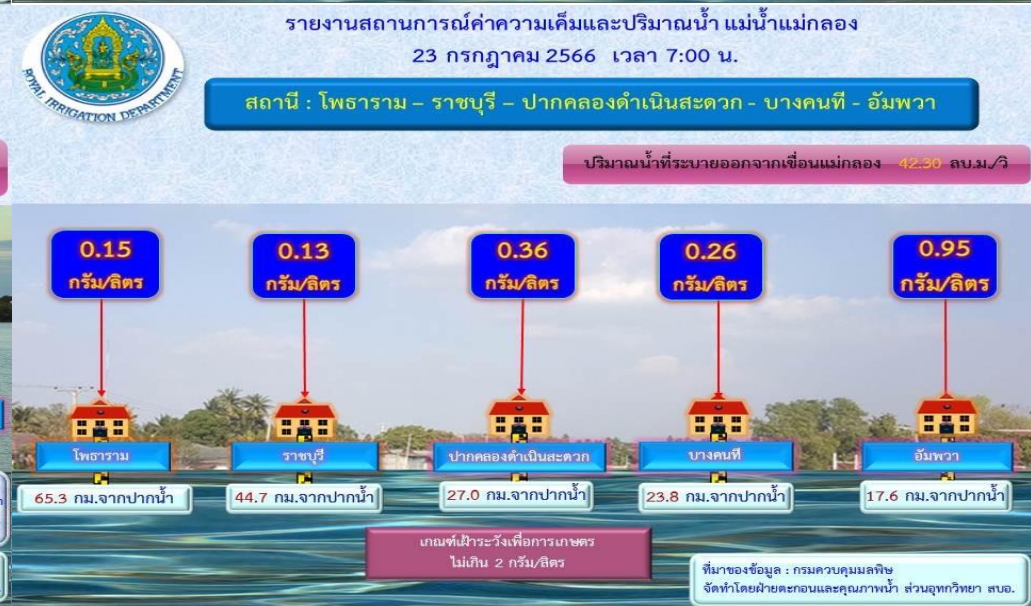 รายงานสถานการณ์ค่าความเค็มและปริมาณน้ำ แม่น้ำแม่กลอง
23 กรกฎาคม 2566 เวลา 7:00 น.
ROYAL IRRIGATION DEPARTMENT
สถานี : โพธาราม – ราชบุรี – ปากคลองดำเนินสะดวก - บางคนที - อัมพวา
ปริมาณน้ำที่ระบายออกจากเขื่อนแม่กลอง 42.30 ลบ.ม./วิ
0.15 กรัม/ลิตร
0.13 กรัม/ลิตร
0.36 กรัม/ลิตร
0.26 กรัม/ลิตร
0.95 กรัม/ลิตร
โพธาราม
ราชบุรี
ปากคลองดำเนินสะดวก
บางคนที
อัมพวา
65.3 กม.จากปากน้ำ
44.7 กม.จากปากน้ำ
27.0 กม.จากปากน้ำ
23.8 กม.จากปากน้ำ
17.6 กม.จากปากน้ำ
เกณฑ์เฝ้าระวังเพื่อการเกษตร
ไม่เกิน 2 กรัม/ลิตร
ที่มาของข้อมูล : กรมควบคุมมลพิษ
จัดทำโดยฝ่ายตะกอนและคุณภาพน้ำ ส่วนอุทกวิทยา สบอ.